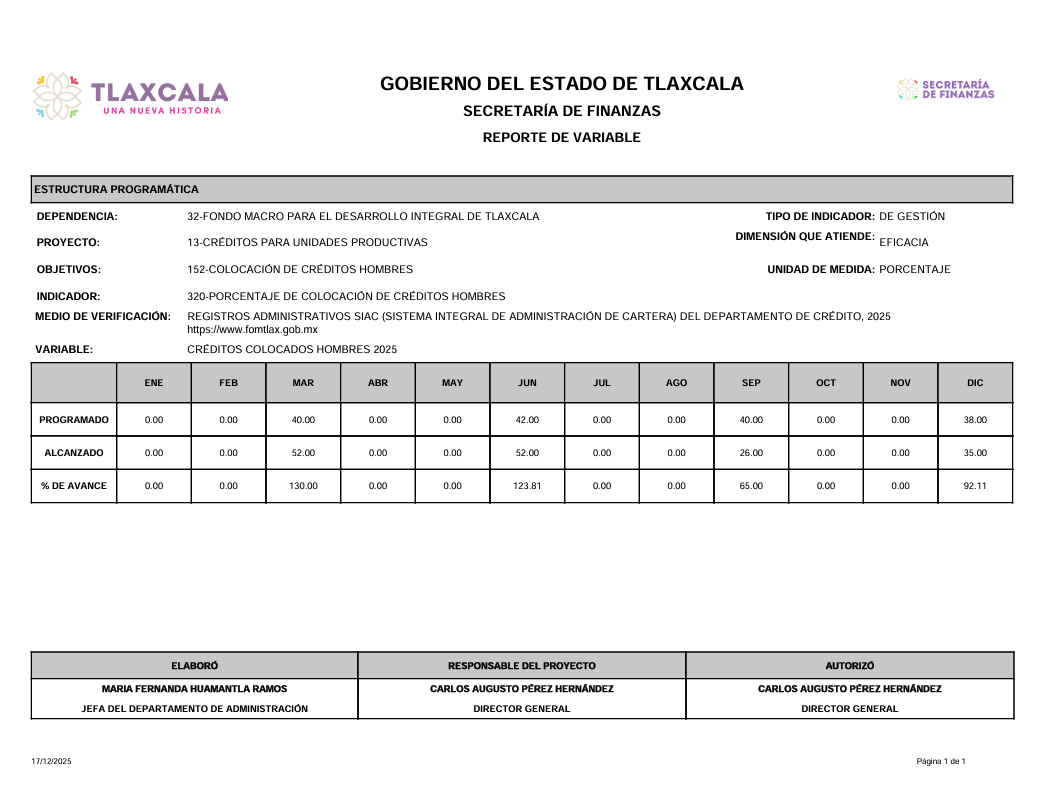 TLAXCALA
UNA NUEVA HISTORIA
GOBIERNO DEL ESTADO DE TLAXCALA
SECRETARÍA DE FINANZAS
REPORTE DE VARIABLE
SECRETARÍA
DE FINANZAS
ESTRUCTURA PROGRAMÁTICA
DEPENDENCIA: 32-FONDO MACRO PARA EL DESARROLLO INTEGRAL DE TLAXCALA TIPO DE INDICADOR: DE GESTIÓN
PROYECTO: 13-CRÉDITOS PARA UNIDADES PRODUCTIVAS DIMENSIÓN QUE ATIENDE: EFICACIA
OBJETIVOS: 152-COLOCACIÓN DE CRÉDITOS HOMBRES UNIDAD DE MEDIDA: PORCENTAJE
INDICADOR: 320-PORCENTAJE DE COLOCACIÓN DE CRÉDITOS HOMBRES
MEDIO DE VERIFICACIÓN: REGISTROS ADMINISTRATIVOS SIAC (SISTEMA INTEGRAL DE ADMINISTRACIÓN DE CARTERA) DEL DEPARTAMENTO DE CRÉDITO, 2025
https://www.fomtlax.gob.mx
VARIABLE: CRÉDITOS COLOCADOS HOMBRES 2025
ENE FEB MAR ABR MAY JUN JUL AGO SEP OCT NOV DIC
PROGRAMADO 0.00 0.00 40.00 0.00 0.00 42.00 0.00 0.00 40.00 0.00 0.00 38.00
ALCANZADO 0.00 0.00 52.00 0.00 0.00 52.00 0.00 0.00 26.00 0.00 0.00 35.00
% DE AVANCE 0.00 0.00 130.00 0.00 0.00 123.81 0.00 0.00 65.00 0.00 0.00 92.11
ELABORÓ RESPONSABLE DEL PROYECTO AUTORIZÓ
MARIA FERNANDA HUAMANTLA RAMOS CARLOS AUGUSTO PÉREZ HERNÁNDEZ CARLOS AUGUSTO PÉREZ HERNÁNDEZ
JEFA DEL DEPARTAMENTO DE ADMINISTRACIÓN DIRECTOR GENERAL DIRECTOR GENERAL
17/12/2025 Página 1 de 1